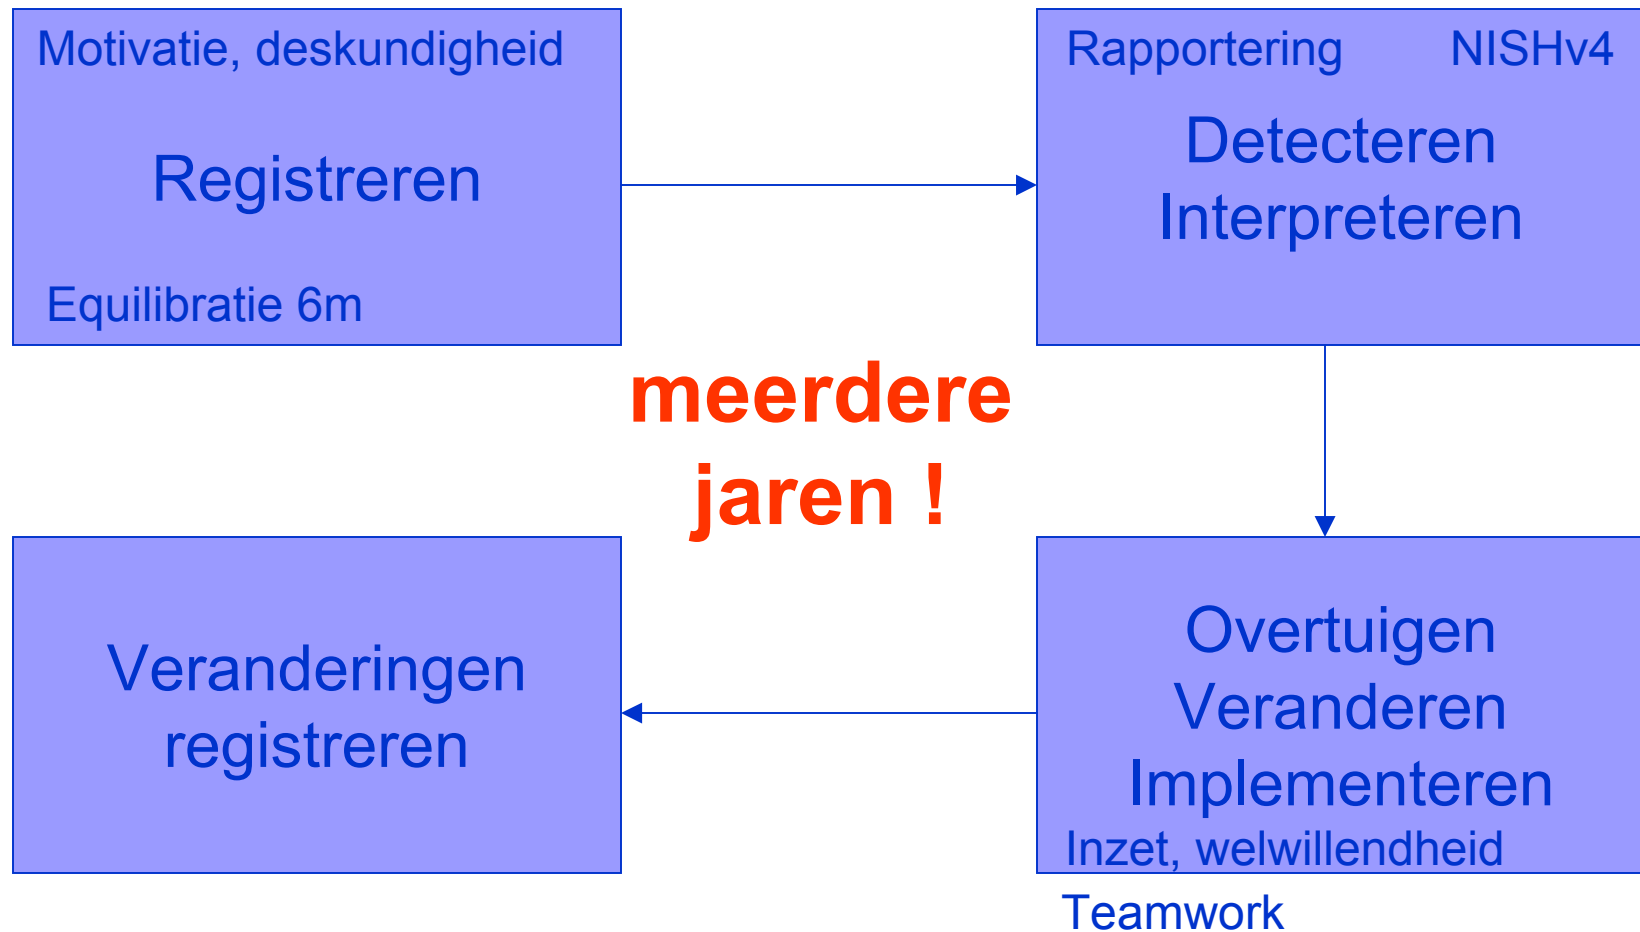 Motivatie, deskundigheid
Registreren
Equilibratie 6m
Rapportering NISHv4
Detecteren
Interpreteren
meerdere
jaren !
Overtuigen
Veranderen
Implementeren
Inzet, welwillendheid
Teamwork
Veranderingen
registreren